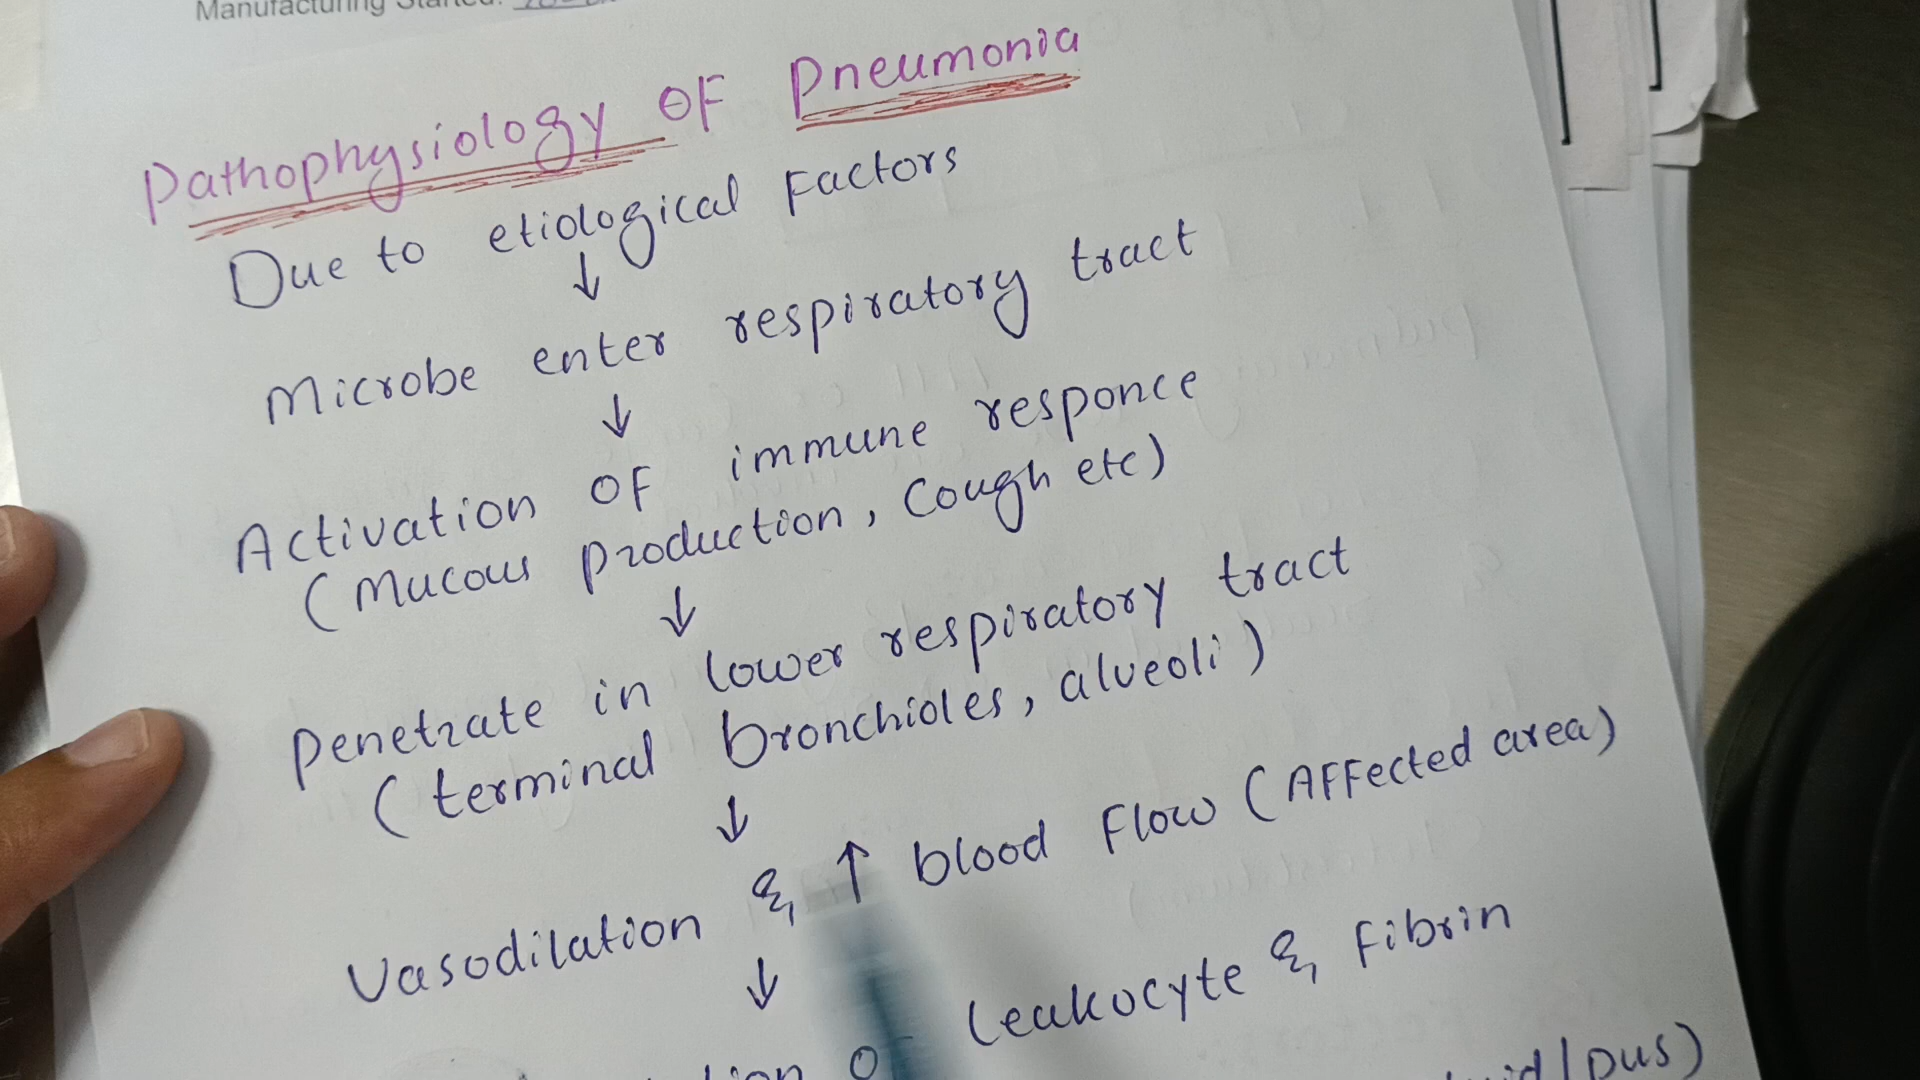 Manufacturing Started:
Pathophysiology OF Pneumonia
Due to etiological Factors
↓
Microbe enter respiratory tract
↓
Activation OF immune responce
(Mucous production, Cough etc)
↓
Penetrate in lower respiratory tract
(terminal bronchioles, alveoli)
↓
Vasodilation & ↑ blood Flow (AFFected area)
↓
Leukocyte & Fibrin
/pus)